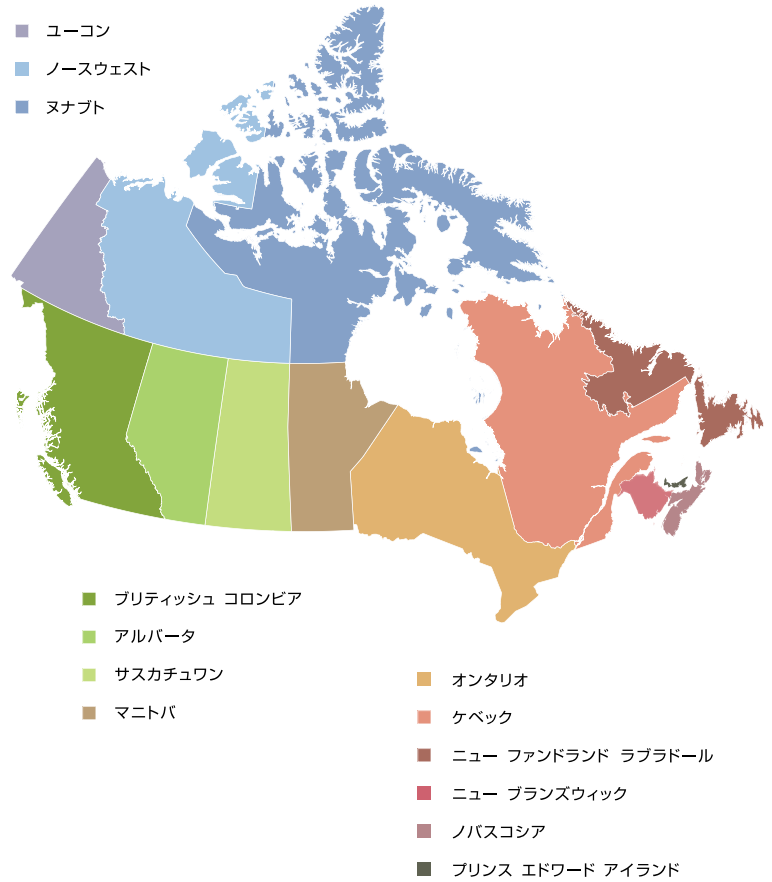 ユーコン
ノースウェスト
ヌナブト
ブリティッシュ コロンビア
アルバータ
サスカチュワン
マニトバ
オンタリオ
ケベック
ニュー ファンドランド ラブラドール
ニュー ブランズウィック
ノバスコシア
プリンス エドワード アイランド